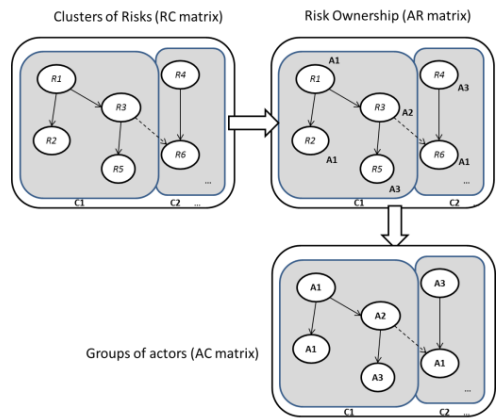 Clusters of Risks (RC matrix)
Risk Ownership (AR matrix)
R1
R2
R3
R5
R4
R6
...
C1
C2 ...
R1
A1
R2
A1
R3
A2
R5
A3
R4
A3
R6
A1
...
C1
C2 ...
Groups of actors (AC matrix)
A1
A1
A2
A3
A3
A1
...
C1
C2 ...